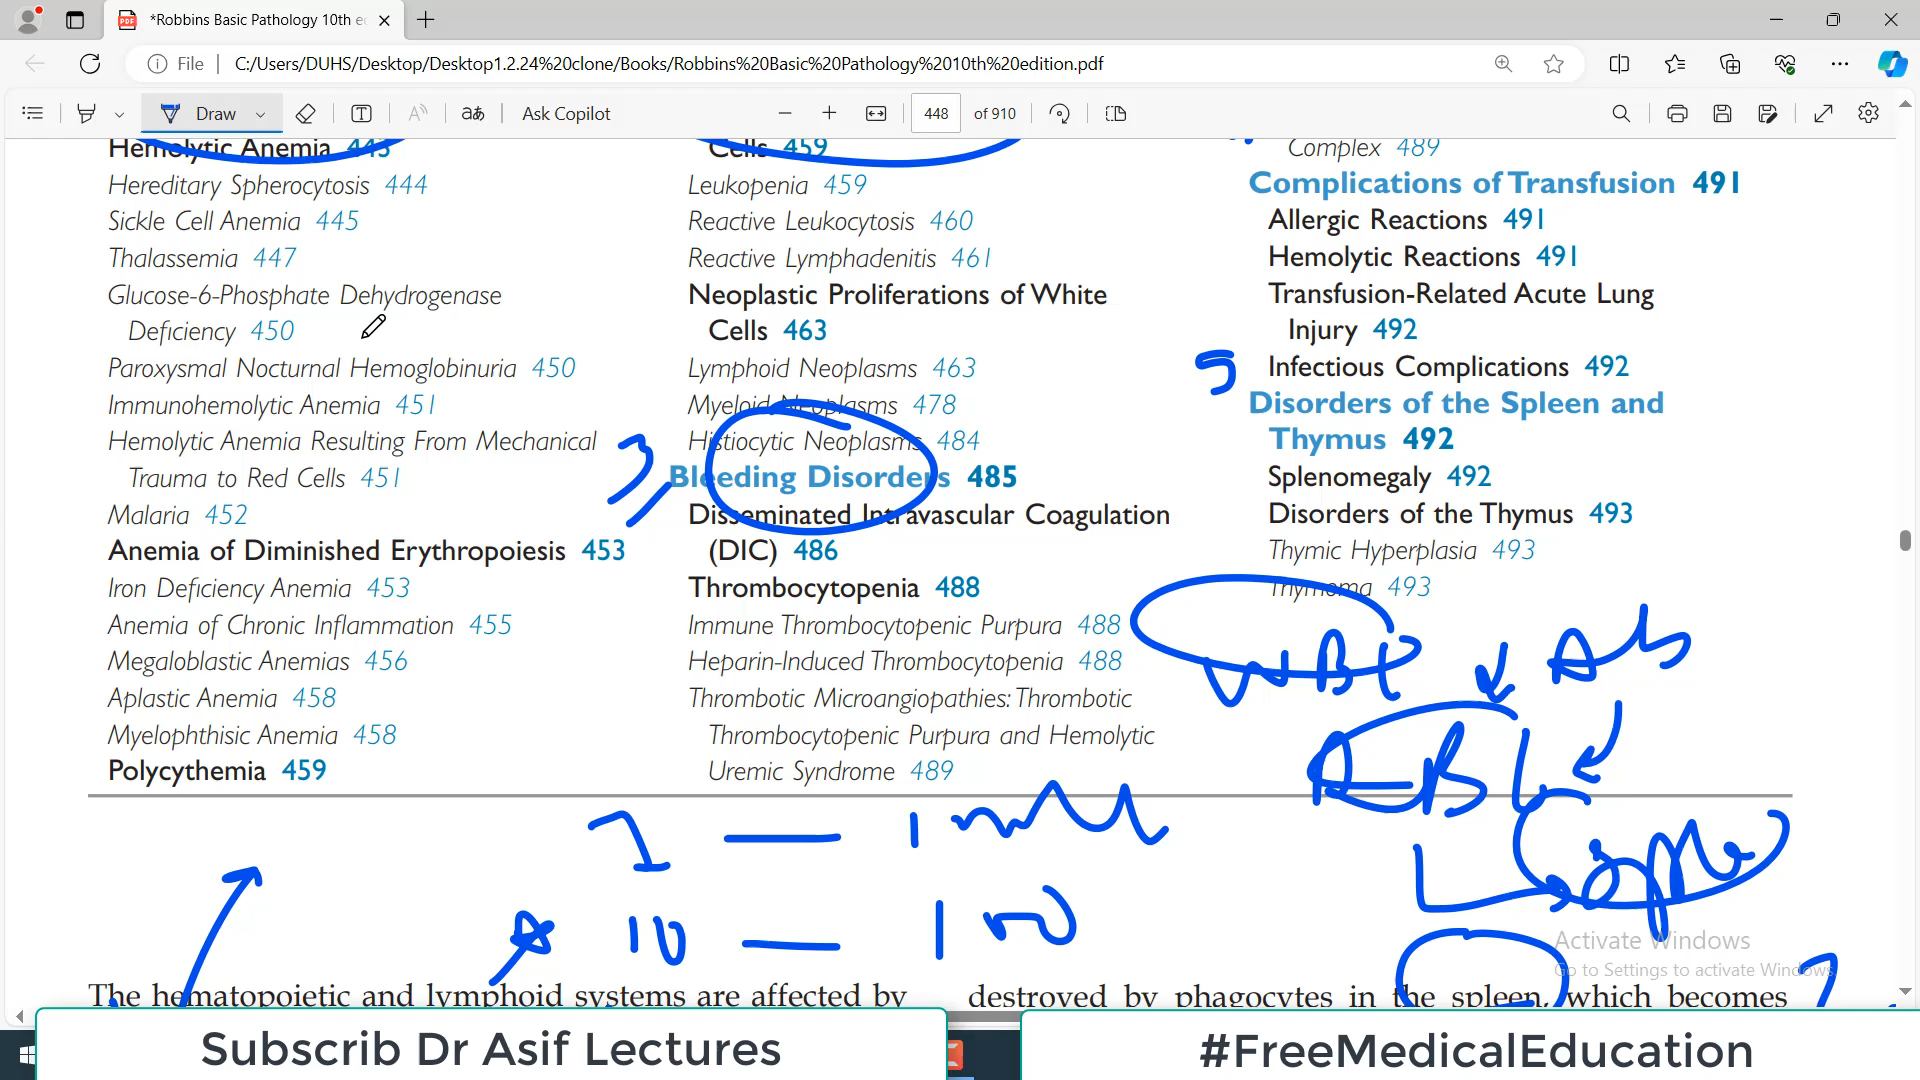 *Robbins Basic Pathology 10th e
File
C:/Users/DUHS/Desktop/Desktop1.2.24%20clone/Books/Robbins%20Basic%20Pathology%2010th%20edition.pdf
Draw
Ask Copilot
448 of 910
Hemolytic Anemia 443
Hereditary Spherocytosis 444
Sickle Cell Anemia 445
Thalassemia 447
Glucose-6-Phosphate Dehydrogenase
Deficiency 450
Paroxysmal Nocturnal Hemoglobinuria 450
Immunohemolytic Anemia 451
Hemolytic Anemia Resulting From Mechanical
Trauma to Red Cells 451
Malaria 452
Anemia of Diminished Erythropoiesis 453
Iron Deficiency Anemia 453
Anemia of Chronic Inflammation 455
Megaloblastic Anemias 456
Aplastic Anemia 458
Myelophthisic Anemia 458
Polycythemia 459
Cells 459
Leukopenia 459
Reactive Leukocytosis 460
Reactive Lymphadenitis 461
Neoplastic Proliferations of White
Cells 463
Lymphoid Neoplasms 463
Myeloid Neoplasms 478
Histiocytic Neoplasms 484
3
Bleeding Disorders 485
Disseminated Intravascular Coagulation
(DIC) 486
Thrombocytopenia 488
Immune Thrombocytopenic Purpura 488
Heparin-Induced Thrombocytopenia 488
Thrombotic Microangiopathies: Thrombotic
Thrombocytopenic Purpura and Hemolytic
Uremic Syndrome 489
Complex 489
Complications of Transfusion 491
Allergic Reactions 491
Hemolytic Reactions 491
Transfusion-Related Acute Lung
Injury 492
5
Infectious Complications 492
Disorders of the Spleen and
Thymus 492
Splenomegaly 492
Disorders of the Thymus 493
Thymic Hyperplasia 493
Thymoma 493
WBC
Ab
RBC
10 — 100
The hematopoietic and lymphoid systems are affected by
destroyed by phagocytes in the spleen, which becomes
Activate Windows
Go to Settings to activate Windows.
Subscrib Dr Asif Lectures
#FreeMedicalEducation